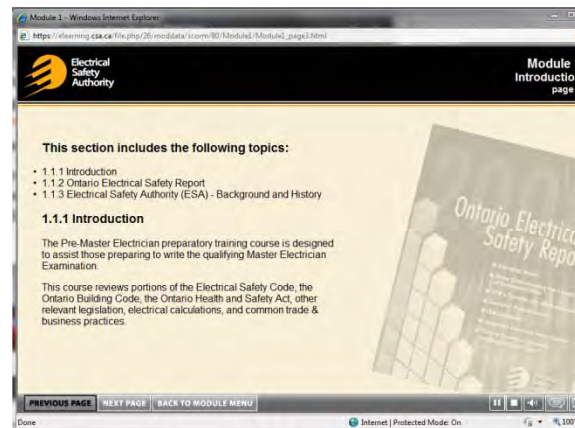 Module 1 - Windows Internet Explorer
https://elearning.csa.ca/file.php/26/moddata/scorm/80/Module1/Module1_page3.html
Electrical
Safety
Authority
Module
Introductio
page
This section includes the following topics:
• 1.1.1 Introduction
• 1.1.2 Ontario Electrical Safety Report
• 1.1.3 Electrical Safety Authority (ESA) - Background and History
1.1.1 Introduction
The Pre-Master Electrician preparatory training course is designed
to assist those preparing to write the qualifying Master Electrician
Examination.
This course reviews portions of the Electrical Safety Code, the
Ontario Building Code, the Ontario Health and Safety Act, other
relevant legislation, electrical calculations, and common trade &
business practices.
Ontario Electrica
Safety Repo
PREVIOUS PAGE NEXT PAGE BACK TO MODULE MENU
Done
Internet | Protected Mode: On
100